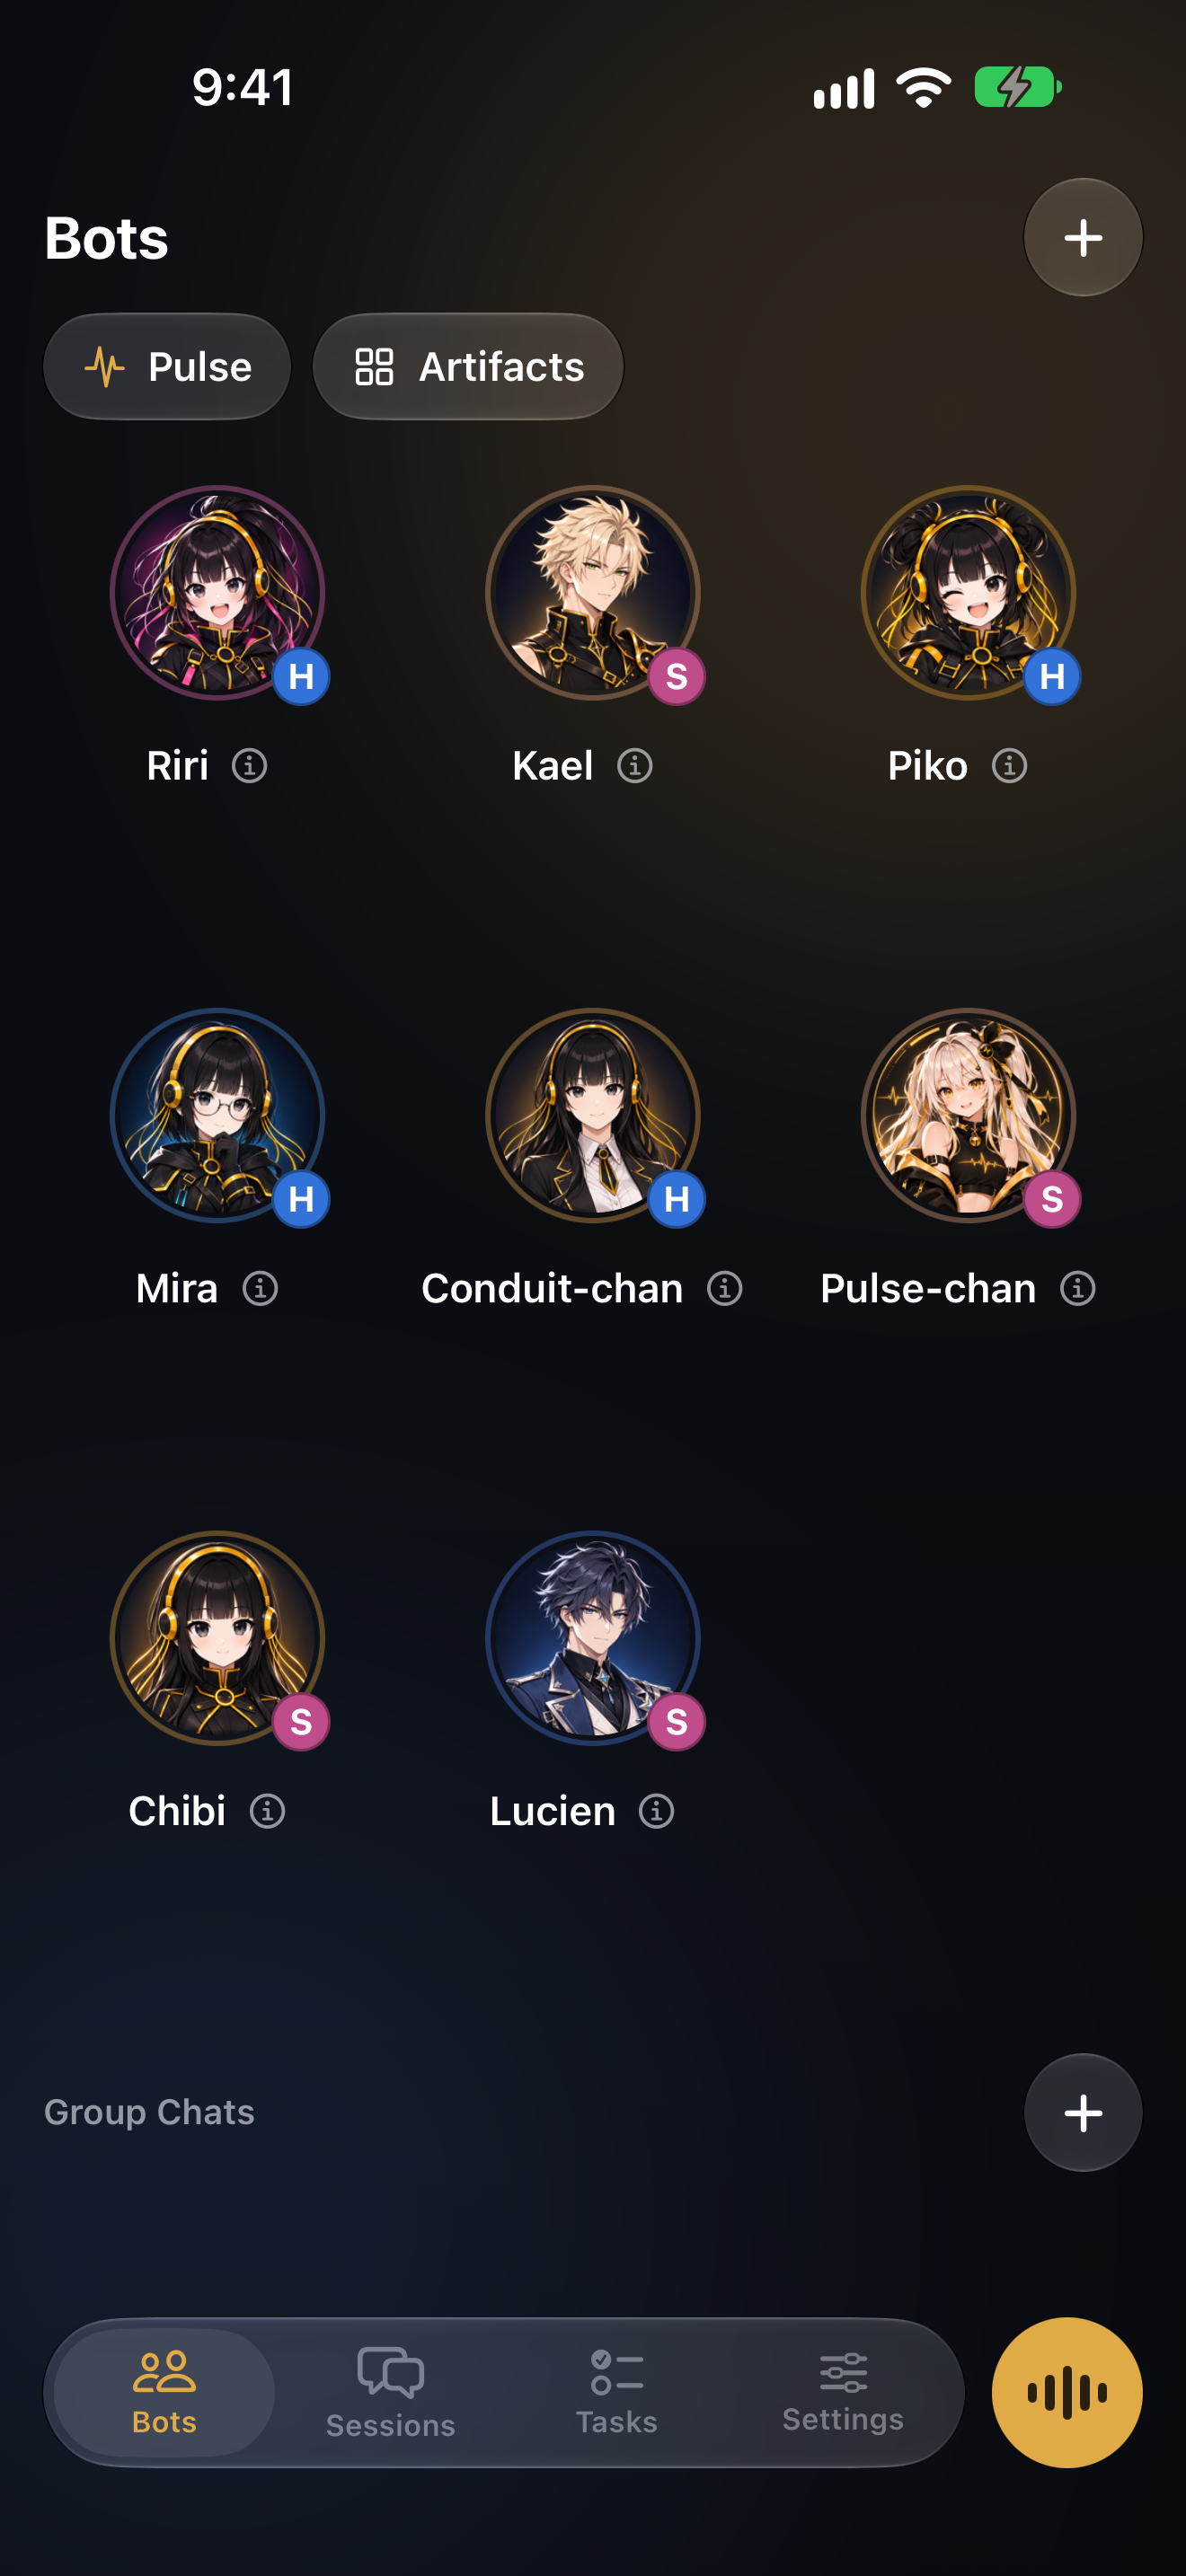 9:41
Bots
Pulse
Artifacts
H
S
H
Riri
Kael
Piko
H
H
S
Mira
Conduit-chan
Pulse-chan
S
S
Chibi
Lucien
Group Chats
Bots
Sessions
Tasks
Settings